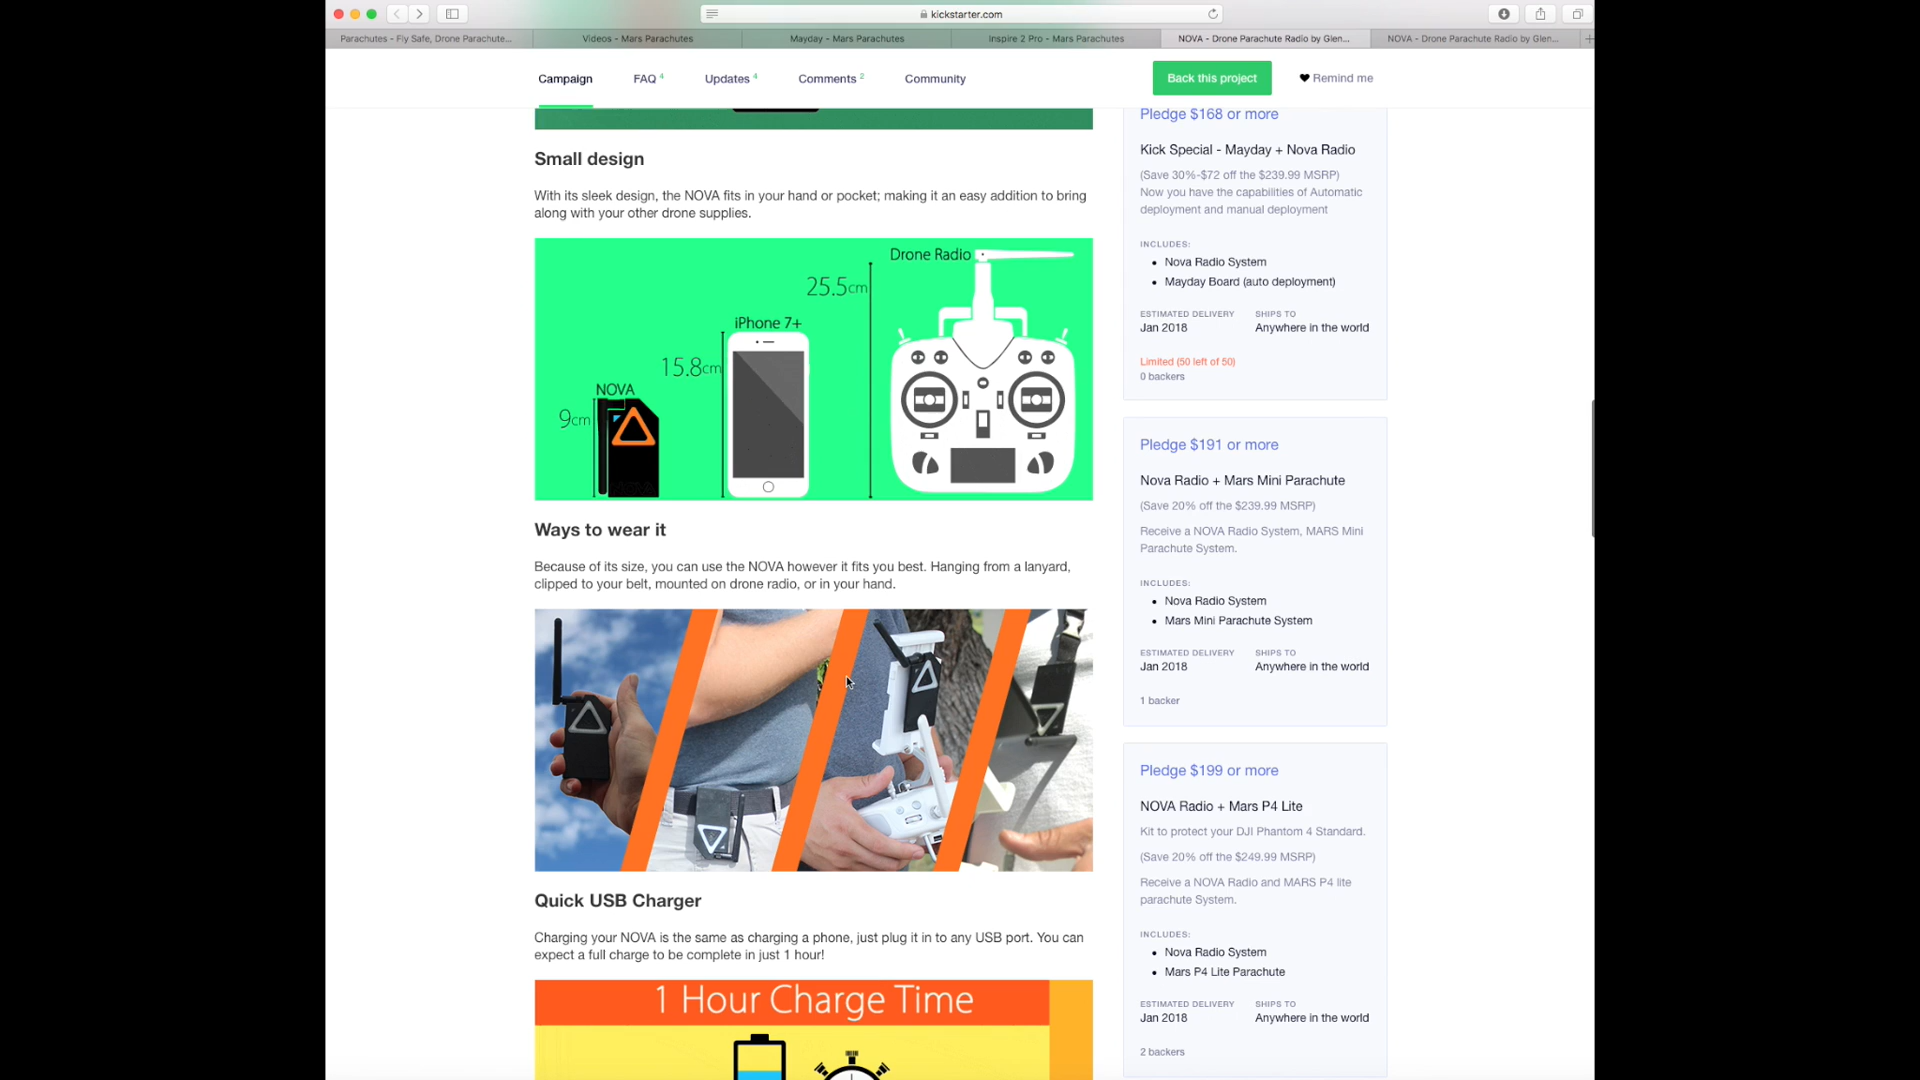 kickstarter.com
Parachutes - Fly Safe, Drone Parachute...
Videos - Mars Parachutes
Mayday - Mars Parachutes
Inspire 2 Pro - Mars Parachutes
NOVA - Drone Parachute Radio by Glen...
NOVA - Drone Parachute Radio by Glen...
Campaign
FAQ 4
Updates 4
Comments 2
Community
Back this project
Remind me
Small design
With its sleek design, the NOVA fits in your hand or pocket; making it an easy addition to bring
along with your other drone supplies.
Drone Radio
25.5cm
iPhone 7+
15.8cm
NOVA
9cm
Ways to wear it
Because of its size, you can use the NOVA however it fits you best. Hanging from a lanyard,
clipped to your belt, mounted on drone radio, or in your hand.
Quick USB Charger
Charging your NOVA is the same as charging a phone, just plug it in to any USB port. You can
expect a full charge to be complete in just 1 hour!
1 Hour Charge Time
Pledge $168 or more
Kick Special - Mayday + Nova Radio
(Save 30%-$72 off the $239.99 MSRP)
Now you have the capabilities of Automatic
deployment and manual deployment
INCLUDES:
• Nova Radio System
• Mayday Board (auto deployment)
ESTIMATED DELIVERY SHIPS TO
Jan 2018 Anywhere in the world
Limited (50 left of 50)
0 backers
Pledge $191 or more
Nova Radio + Mars Mini Parachute
(Save 20% off the $239.99 MSRP)
Receive a NOVA Radio System, MARS Mini
Parachute System.
INCLUDES:
• Nova Radio System
• Mars Mini Parachute System
ESTIMATED DELIVERY SHIPS TO
Jan 2018 Anywhere in the world
1 backer
Pledge $199 or more
NOVA Radio + Mars P4 Lite
Kit to protect your DJI Phantom 4 Standard.
(Save 20% off the $249.99 MSRP)
Receive a NOVA Radio and MARS P4 lite
parachute System.
INCLUDES:
• Nova Radio System
• Mars P4 Lite Parachute
ESTIMATED DELIVERY SHIPS TO
Jan 2018 Anywhere in the world
2 backers